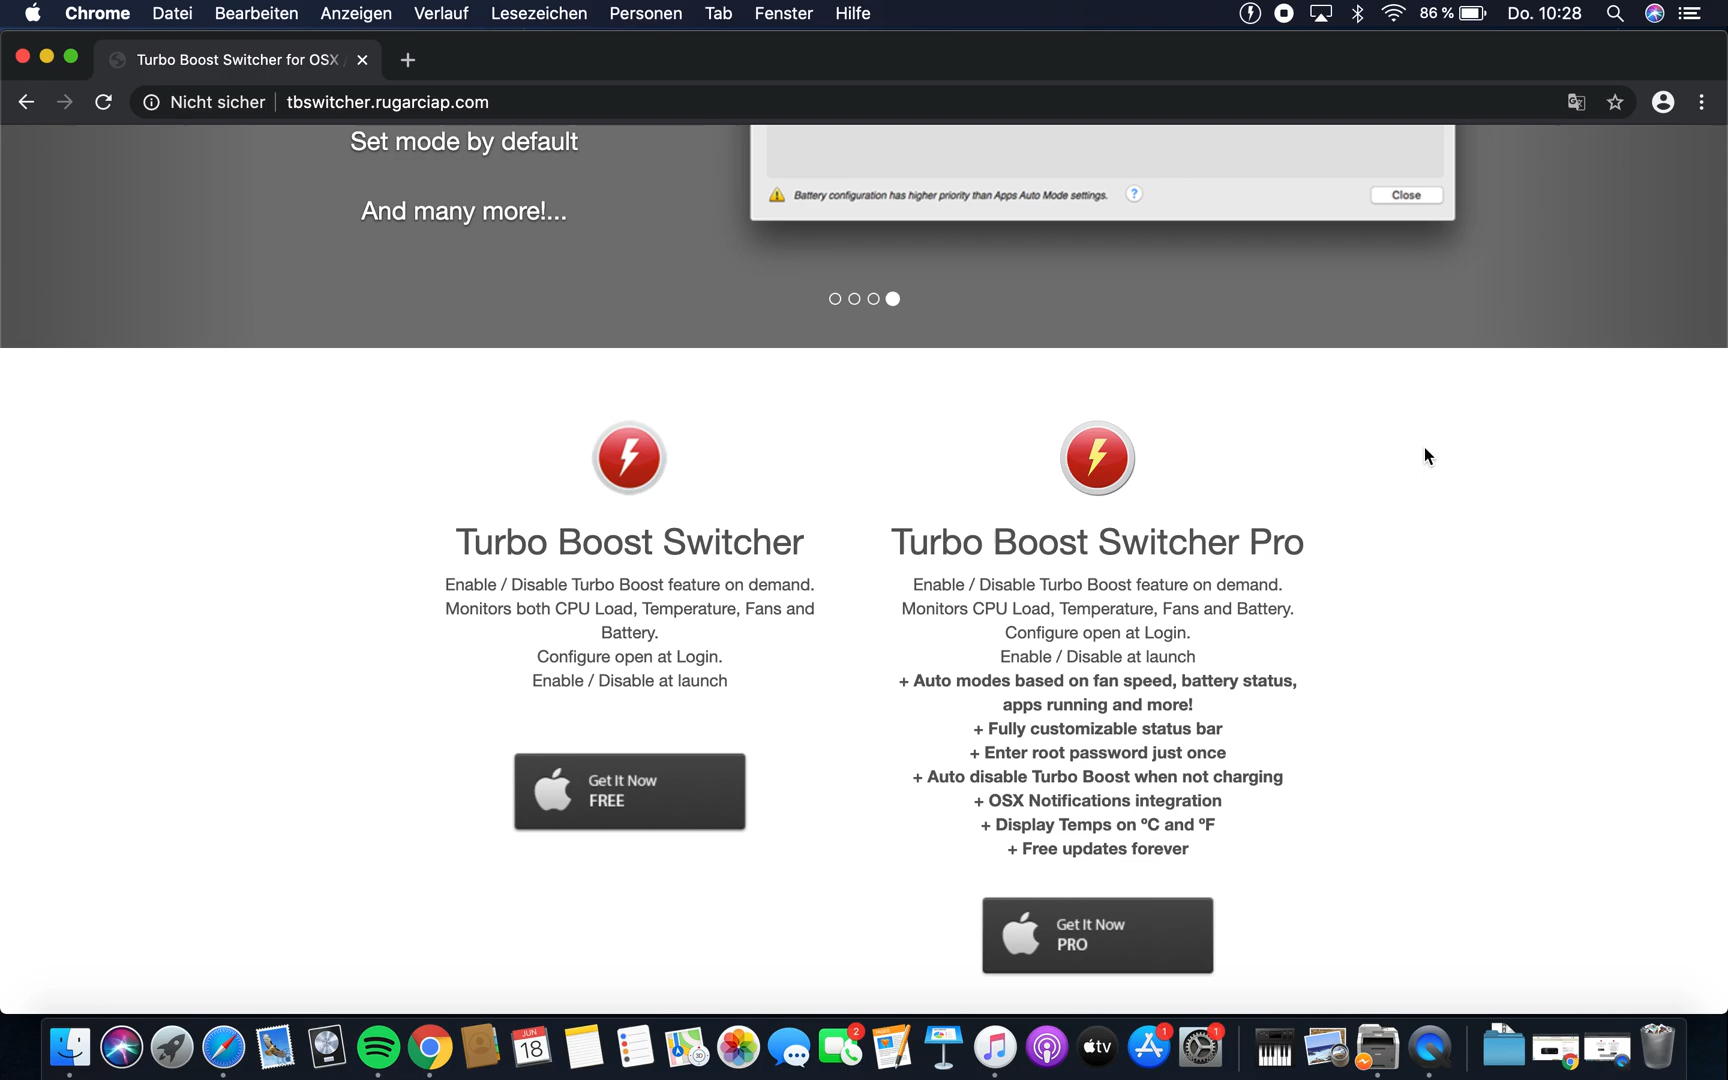 Chrome Datei Bearbeiten Anzeigen Verlauf Lesezeichen Personen Tab Fenster Hilfe 86 % Do. 10:28
Turbo Boost Switcher for OSX
Nicht sicher tbswitcher.rugarciap.com
Set mode by default
And many more!...
Battery configuration has higher priority than Apps Auto Mode settings. ? Close
Turbo Boost Switcher
Enable / Disable Turbo Boost feature on demand.
Monitors both CPU Load, Temperature, Fans and
Battery.
Configure open at Login.
Enable / Disable at launch
Get It Now
FREE
Turbo Boost Switcher Pro
Enable / Disable Turbo Boost feature on demand.
Monitors CPU Load, Temperature, Fans and Battery.
Configure open at Login.
Enable / Disable at launch
+ Auto modes based on fan speed, battery status,
apps running and more!
+ Fully customizable status bar
+ Enter root password just once
+ Auto disable Turbo Boost when not charging
+ OSX Notifications integration
+ Display Temps on ºC and ºF
+ Free updates forever
Get It Now
PRO
JUN
18
3D
2
tv
1
1